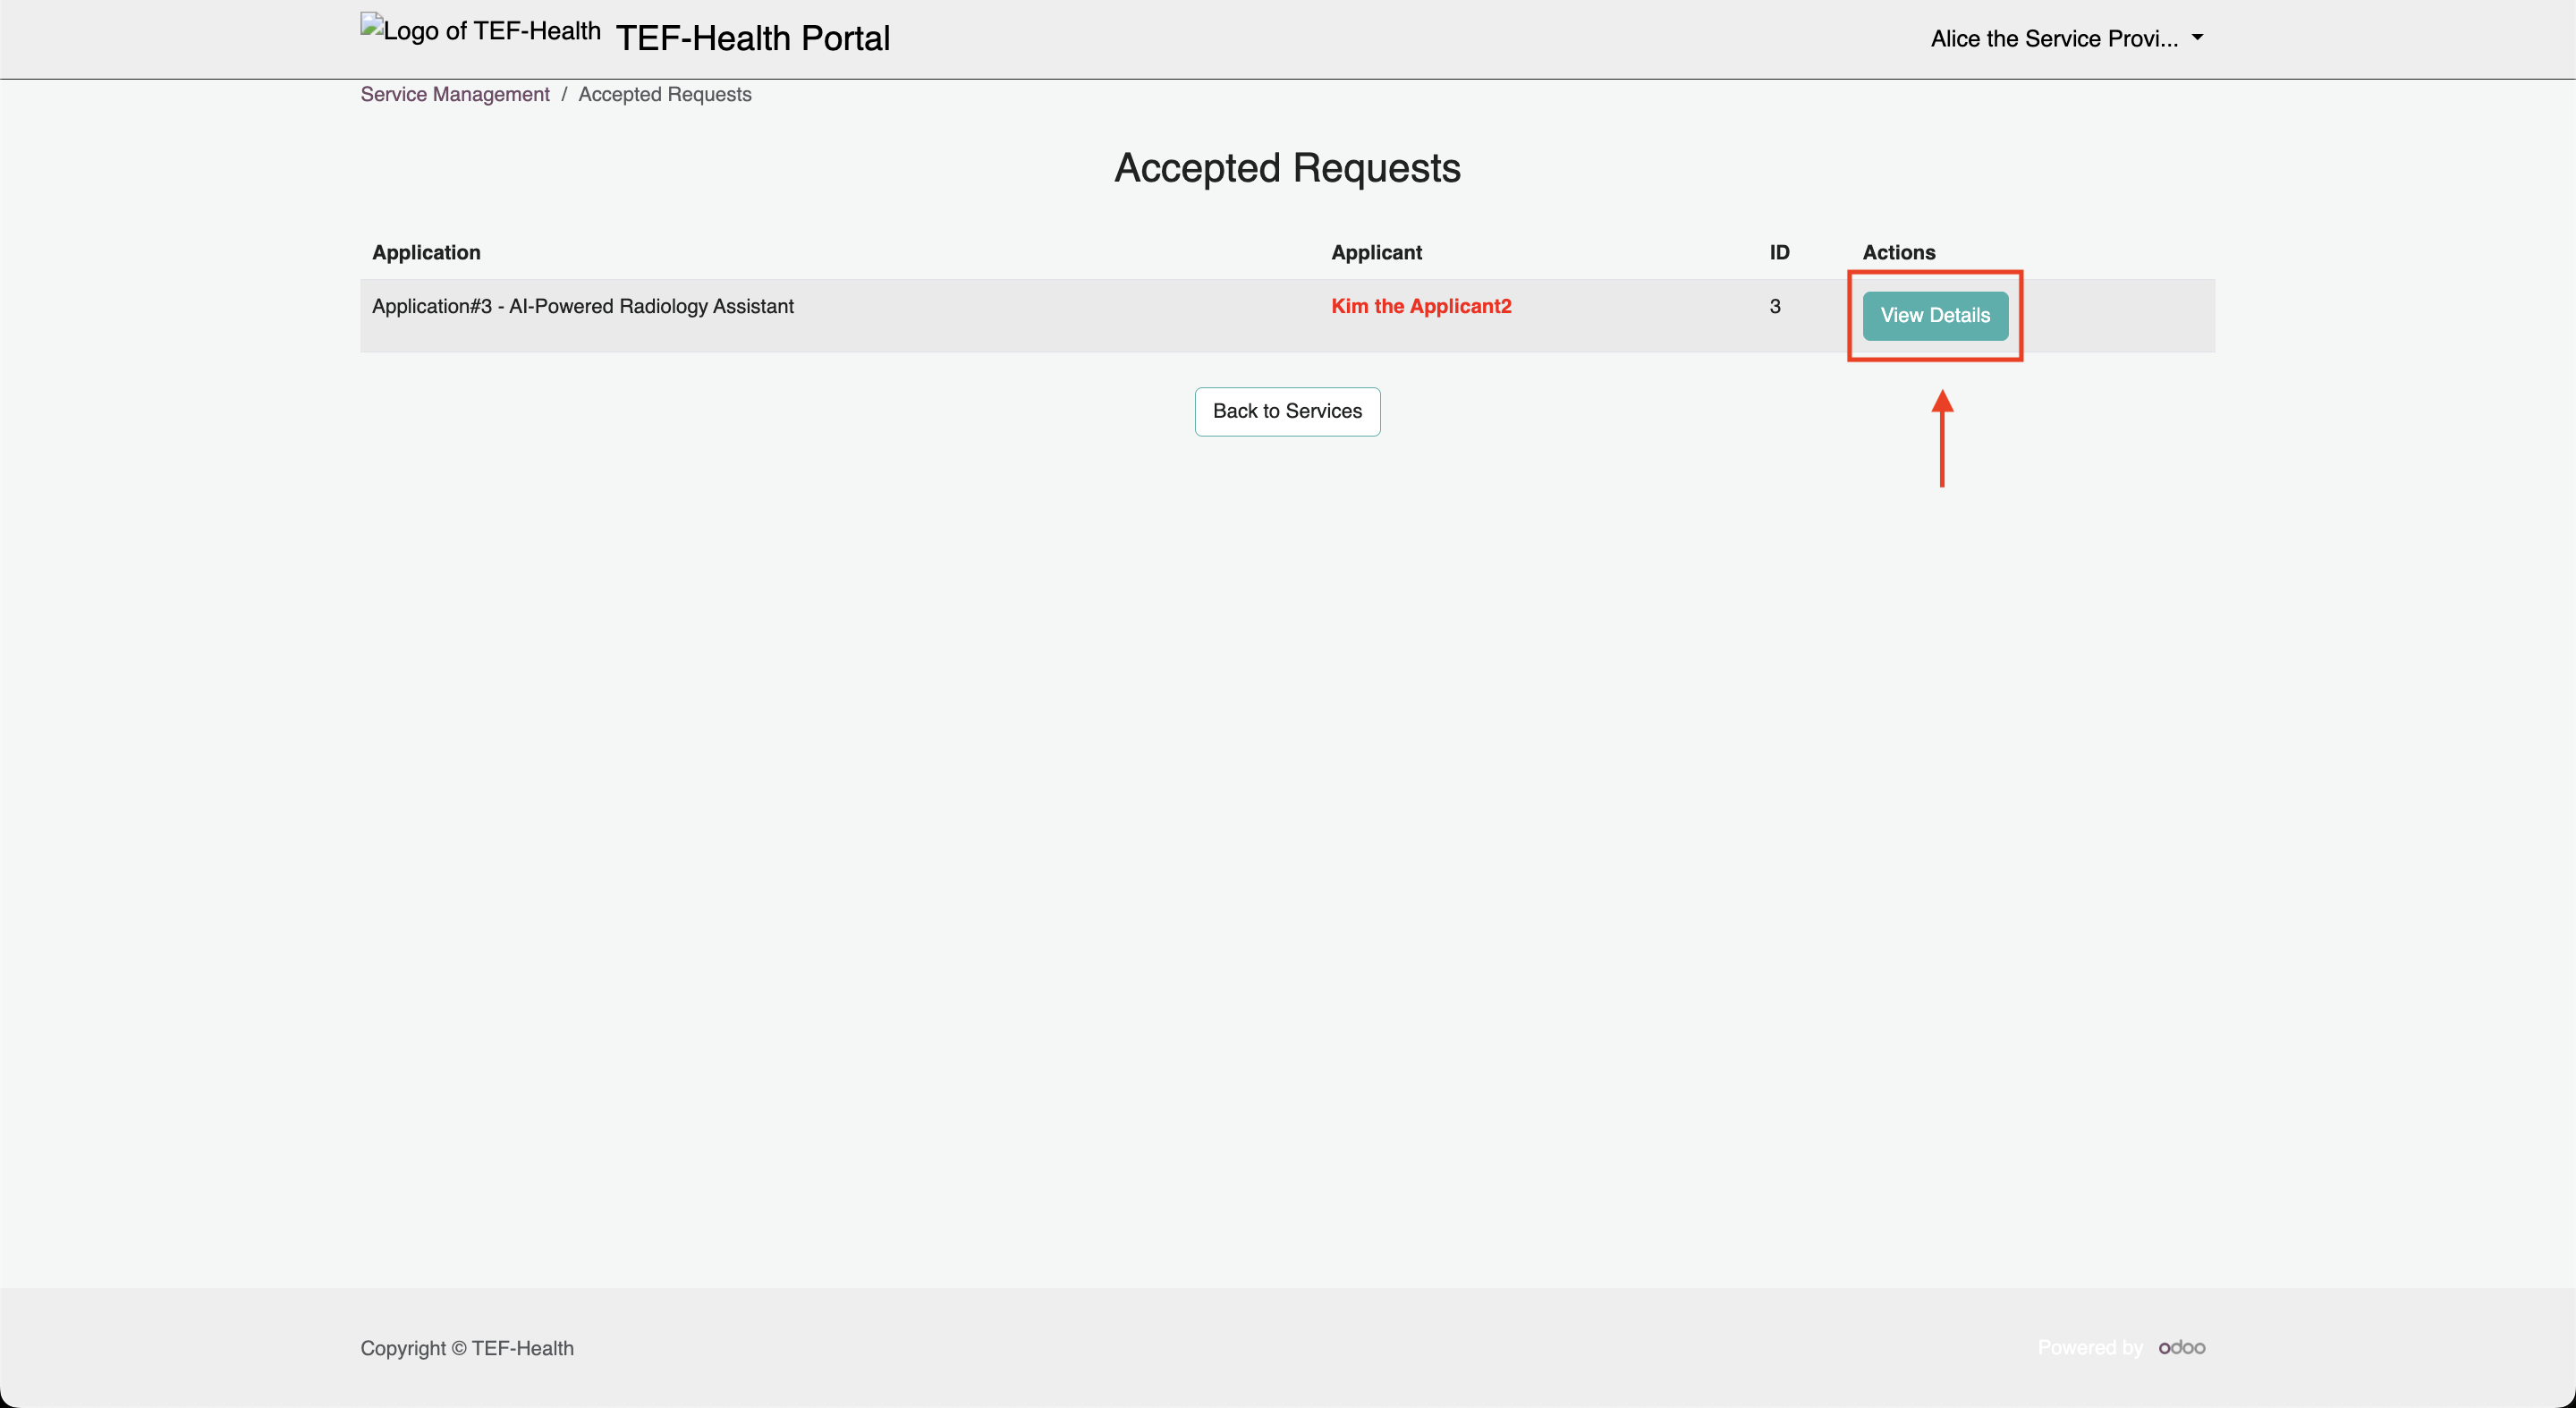 Logo of TEF-Health TEF-Health Portal Alice the Service Provi...
Service Management / Accepted Requests
Accepted Requests
Application Applicant ID Actions
Application#3 - AI-Powered Radiology Assistant Kim the Applicant2 3 View Details
Back to Services
Copyright © TEF-Health Powered by odoo